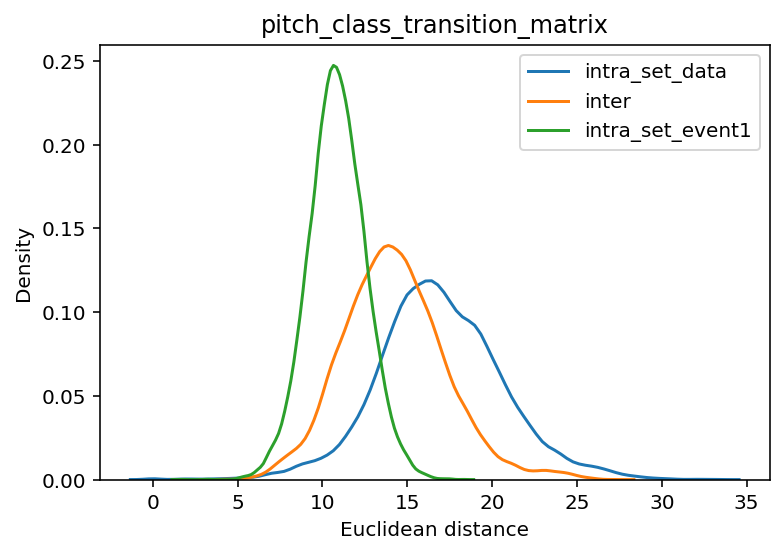 pitch_class_transition_matrix
0.25
0.20
0.15
0.10
0.05
0.00
Density
intra_set_data
inter
intra_set_event1
0 5 10 15 20 25 30 35
Euclidean distance